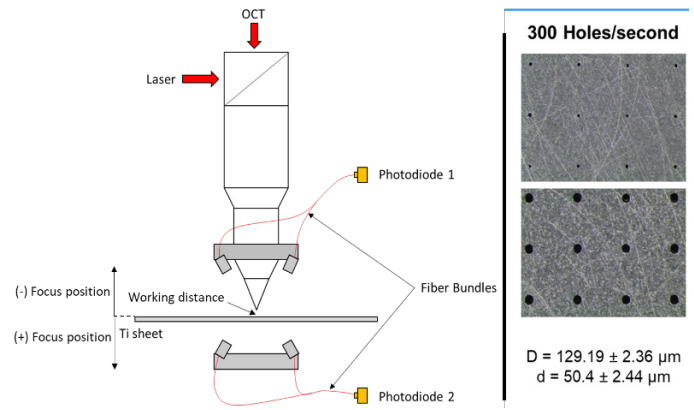 OCT
Laser
Photodiode 1
(-) Focus position
Working distance
Fiber Bundles
(+) Focus position
Ti sheet
Photodiode 2
300 Holes/second
D = 129.19 ± 2.36 µm
d = 50.4 ± 2.44 µm